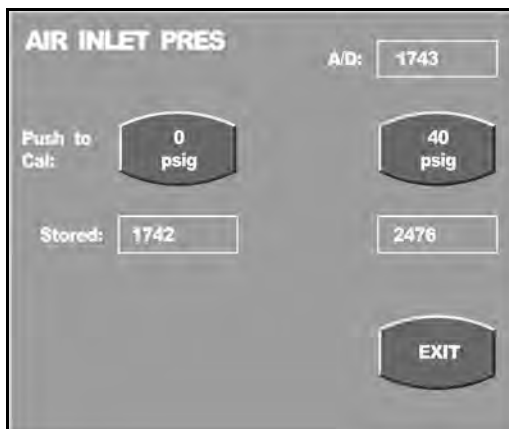 AIR INLET PRES
A/D: 1743
Push to Cal:
0 psig
40 psig
Stored: 1742 2476
EXIT